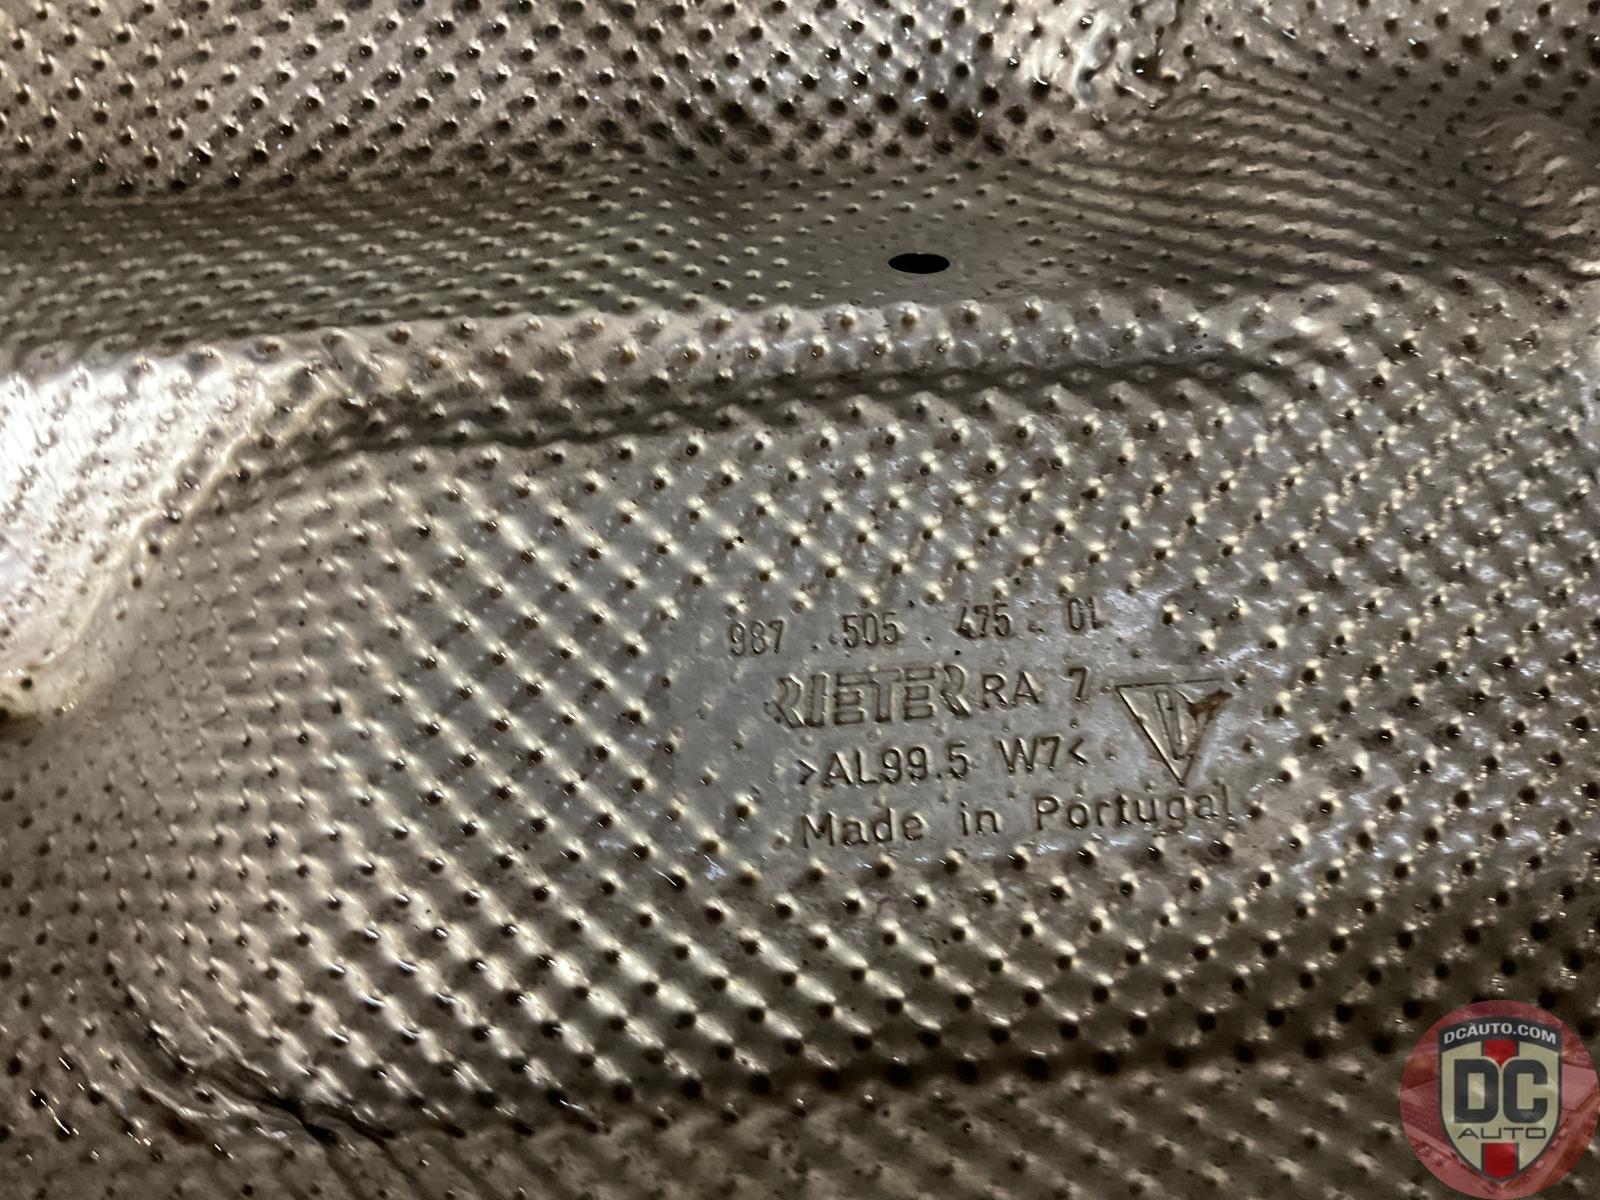 987 . 505 . 475 . 01
RIETER RA 7
>AL99.5 W7<
Made in Portugal
DCAUTO.COM
DC
AUTO